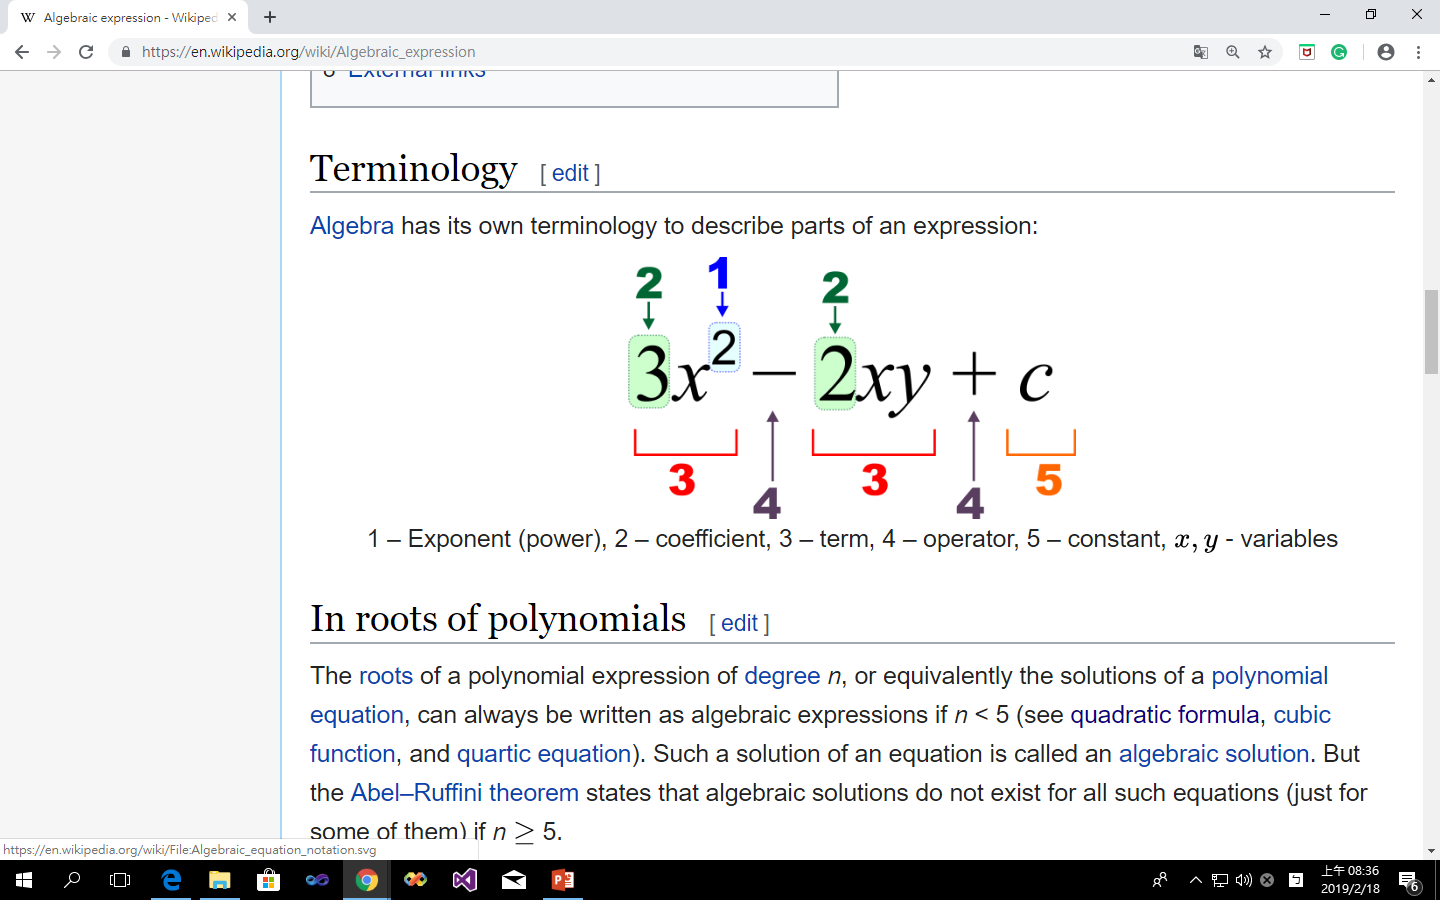 Algebraic expression - Wikiped
https://en.wikipedia.org/wiki/Algebraic_expression
8 External links
Terminology [ edit ]
Algebra has its own terminology to describe parts of an expression:
2 1 2
3x² − 2xy + c
3 3 5
4 4
1 – Exponent (power), 2 – coefficient, 3 – term, 4 – operator, 5 – constant, x, y - variables
In roots of polynomials [ edit ]
The roots of a polynomial expression of degree n, or equivalently the solutions of a polynomial
equation, can always be written as algebraic expressions if n < 5 (see quadratic formula, cubic
function, and quartic equation). Such a solution of an equation is called an algebraic solution. But
the Abel–Ruffini theorem states that algebraic solutions do not exist for all such equations (just for
some of them) if n ≥ 5.
https://en.wikipedia.org/wiki/File:Algebraic_equation_notation.svg
上午 08:36
2019/2/18
6